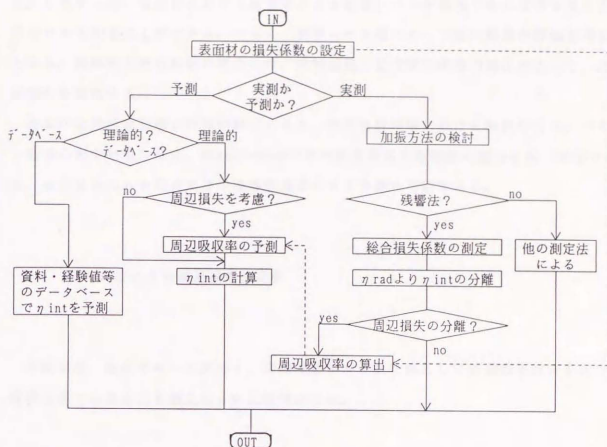 IN
表面材の損失係数の設定
実測か
予測か?
予測
実測
データベース
理論的?
データベース?
理論的
加振方法の検討
no
周辺損失を考慮?
残響法?
no
yes
yes
周辺吸収率の予測
総合損失係数の測定
他の測定法
による
資料・経験値等
のデータベース
でηintを予測
ηintの計算
ηradよりηintの分離
yes
周辺損失の分離?
no
周辺吸収率の算出
OUT